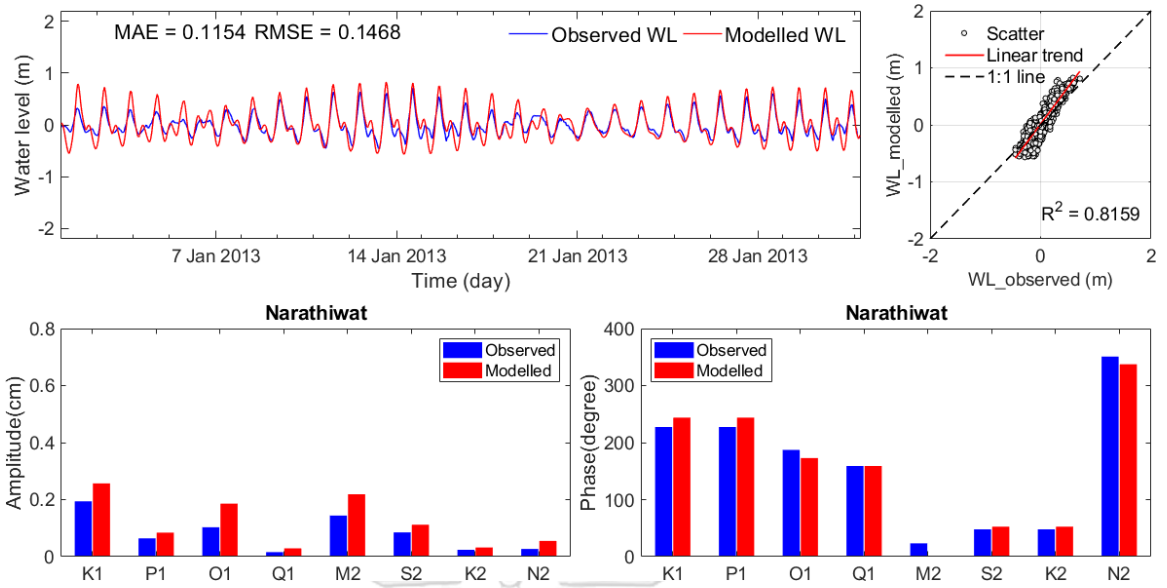 MAE = 0.1154 RMSE = 0.1468
Observed WL
Modelled WL
Water level (m)
2
1
0
-1
-2
7 Jan 2013
14 Jan 2013
21 Jan 2013
28 Jan 2013
Time (day)
Scatter
Linear trend
1:1 line
WL_modelled (m)
2
1
0
-1
-2
R² = 0.8159
-2
0
2
WL_observed (m)
Narathiwat
Observed
Modelled
Amplitude(cm)
0.8
0.6
0.4
0.2
0
K1 P1 O1 Q1 M2 S2 K2 N2
Narathiwat
Observed
Modelled
Phase(degree)
400
300
200
100
0
K1 P1 O1 Q1 M2 S2 K2 N2